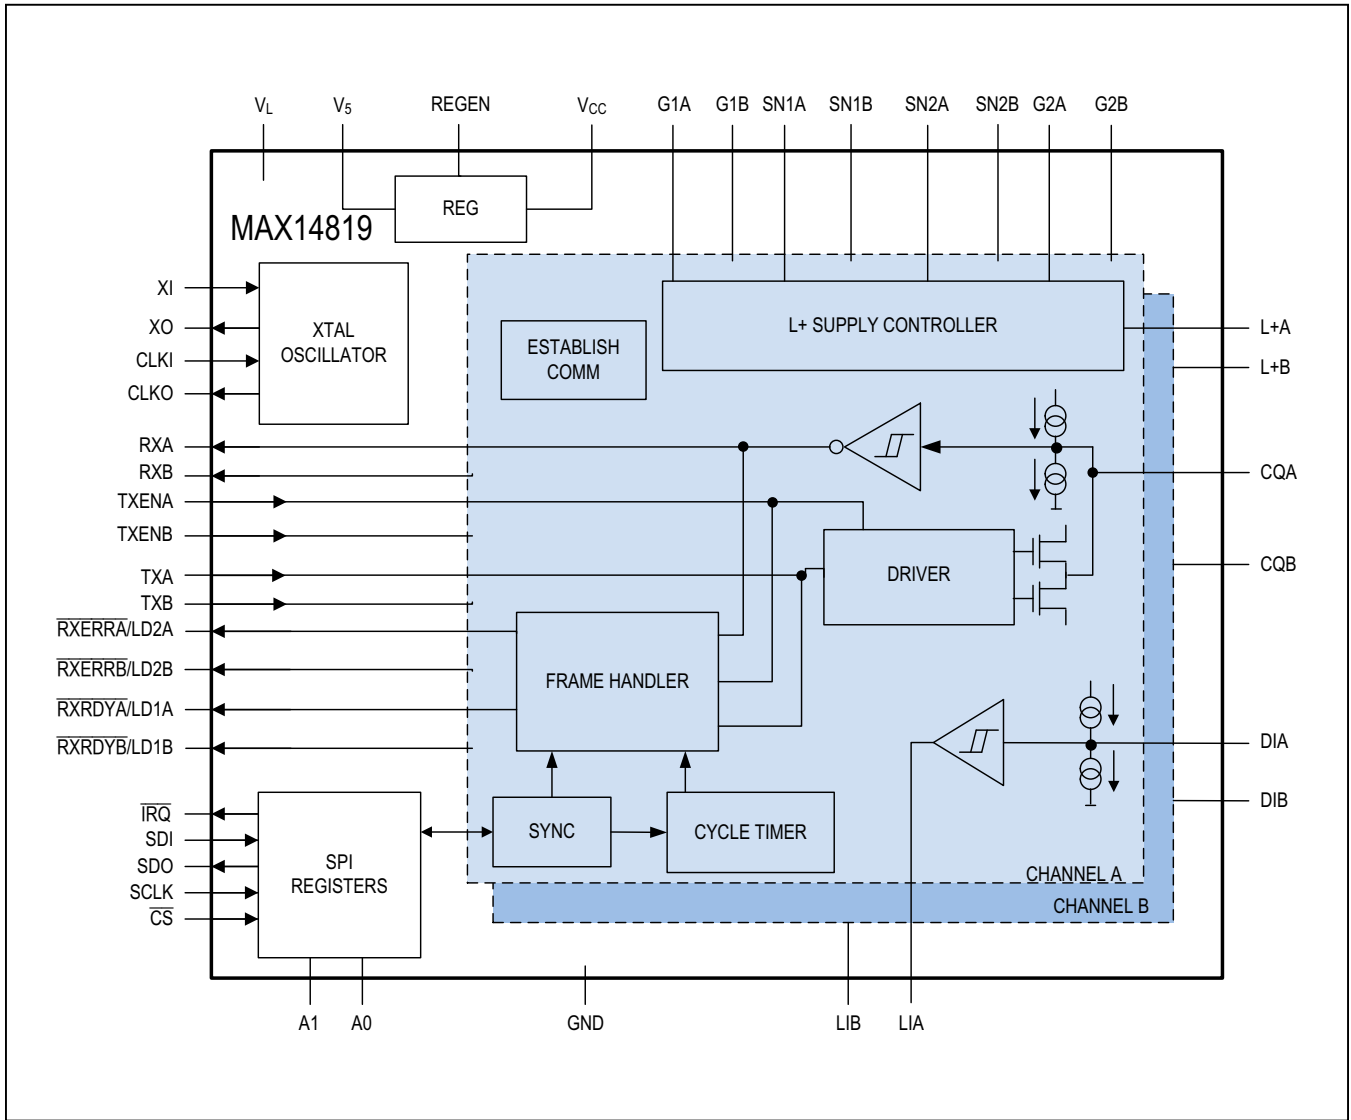 VL V5 REGEN VCC G1A G1B SN1A SN1B SN2A SN2B G2A G2B
REG
MAX14819
XI
XO
CLKI
CLKO
XTAL
OSCILLATOR
L+ SUPPLY CONTROLLER
L+A
L+B
ESTABLISH
COMM
RXA
RXB
TXENA
TXENB
TXA
TXB
RXERRA/LD2A
RXERRB/LD2B
RXRDYA/LD1A
RXRDYB/LD1B
CQA
CQB
DRIVER
FRAME HANDLER
DIA
DIB
IRQ
SDI
SDO
SCLK
CS
SPI
REGISTERS
SYNC
CYCLE TIMER
CHANNEL A
CHANNEL B
A1 A0 GND LIB LIA